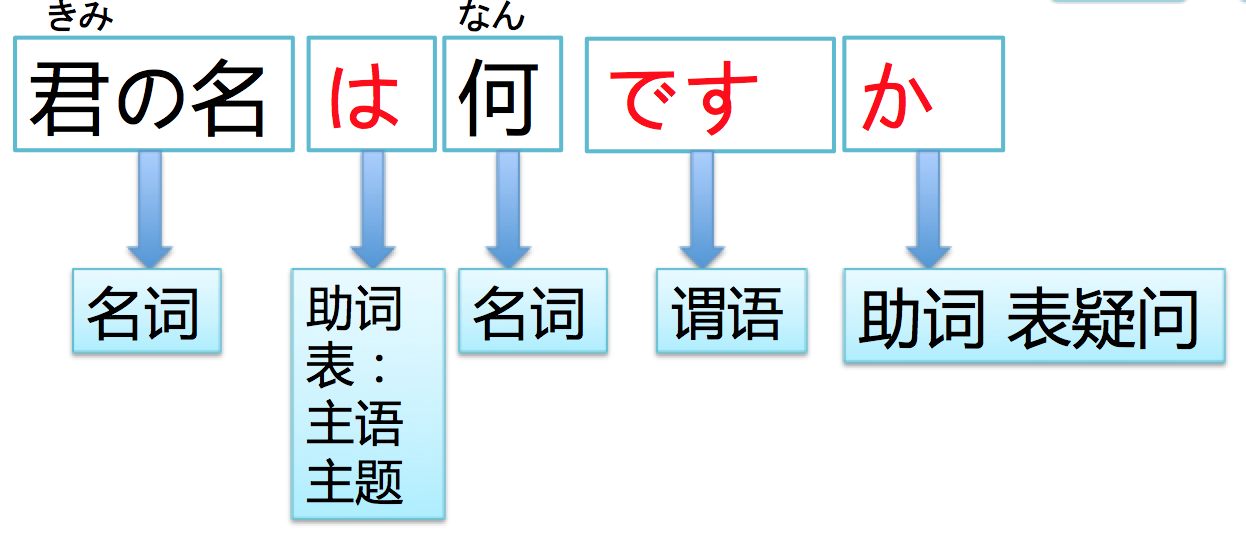 きみ なん
君の名 は 何 です か
名词 助词 名词 谓语 助词 表疑问
表：
主语
主题